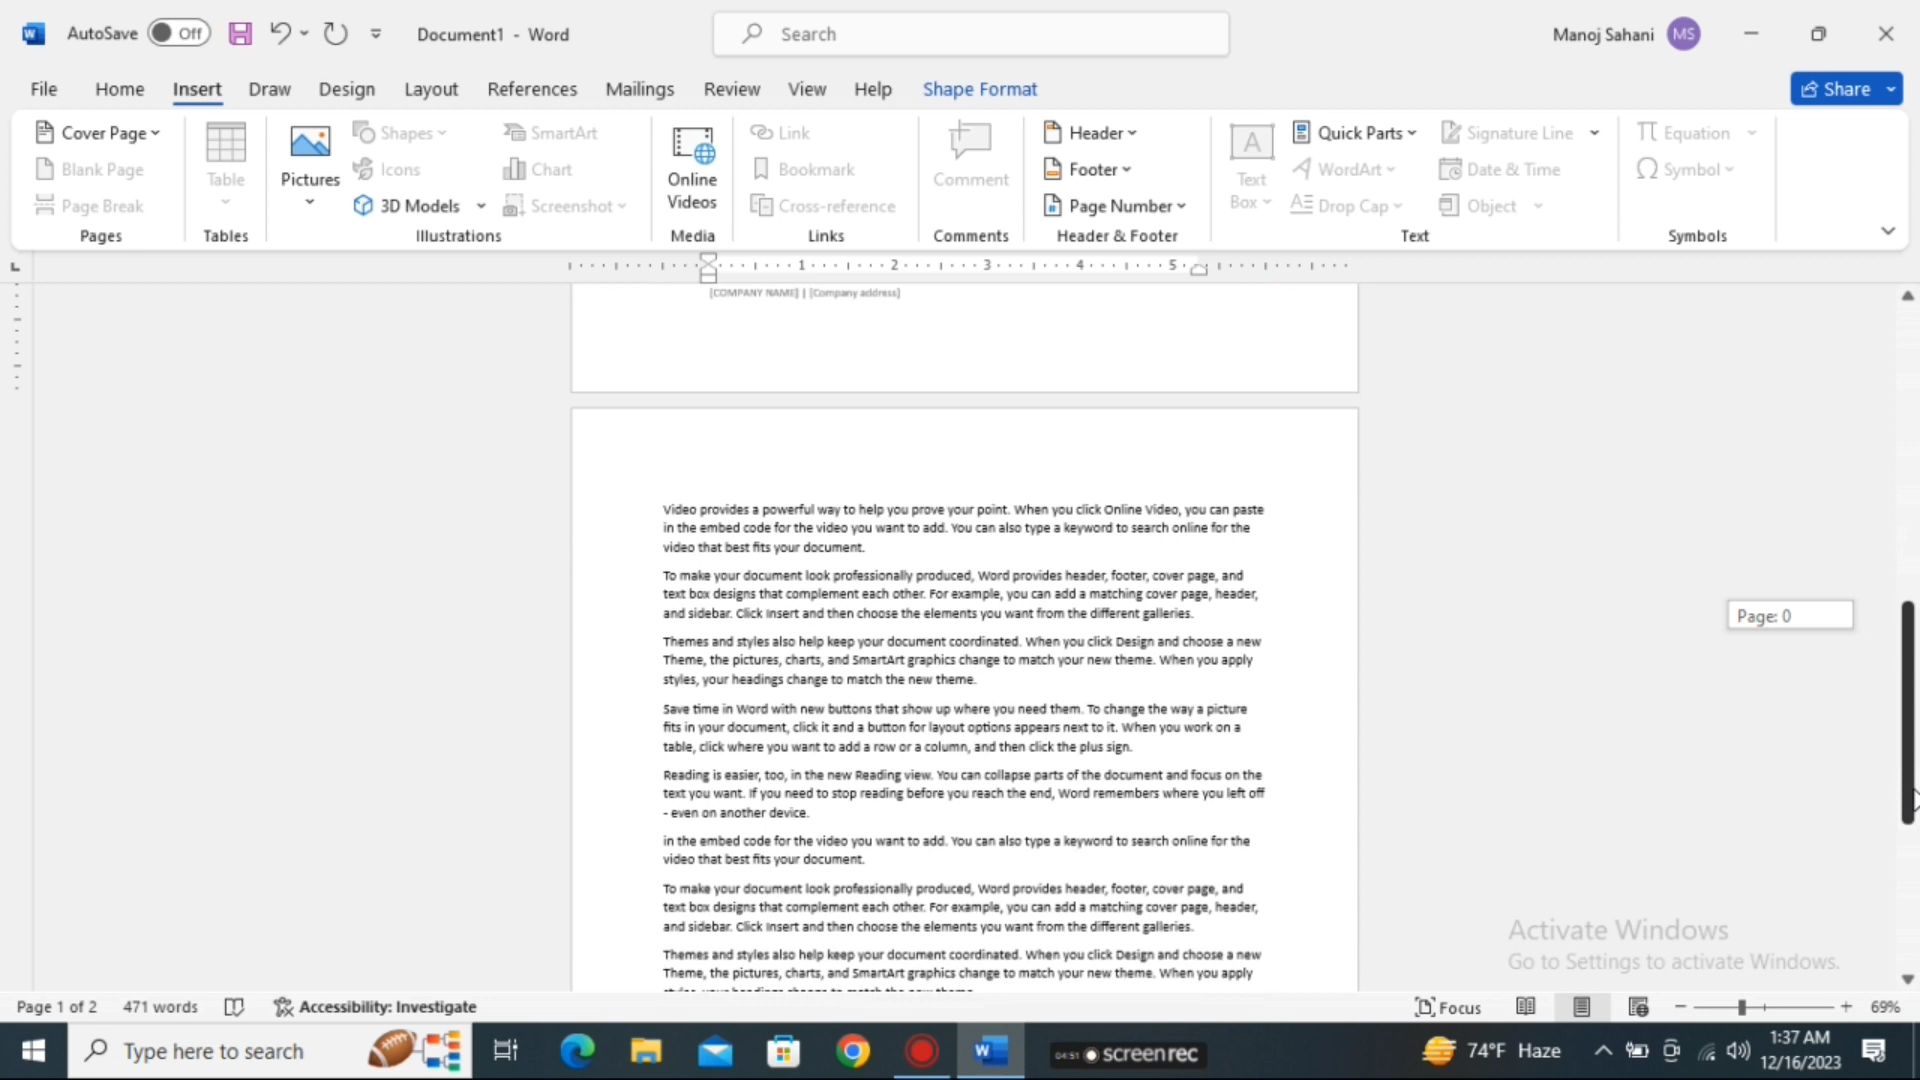 AutoSave Off Document1 - Word Search Manoj Sahani MS
File Home Insert Draw Design Layout References Mailings Review View Help Shape Format Share
Cover Page Blank Page Page Break Pages
Table Tables
Pictures Shapes Icons 3D Models SmartArt Chart Screenshot Illustrations
Online Videos Media
Link Bookmark Cross-reference Links
Comment Comments
Header Footer Page Number Header & Footer
Text Box Quick Parts WordArt Drop Cap Signature Line Date & Time Object Text
Equation Symbol Symbols
1 2 3 4 5
[COMPANY NAME] | [Company address]
Video provides a powerful way to help you prove your point. When you click Online Video, you can paste
in the embed code for the video you want to add. You can also type a keyword to search online for the
video that best fits your document.
To make your document look professionally produced, Word provides header, footer, cover page, and
text box designs that complement each other. For example, you can add a matching cover page, header,
and sidebar. Click Insert and then choose the elements you want from the different galleries.
Page: 0
Themes and styles also help keep your document coordinated. When you click Design and choose a new
Theme, the pictures, charts, and SmartArt graphics change to match your new theme. When you apply
styles, your headings change to match the new theme.
Save time in Word with new buttons that show up where you need them. To change the way a picture
fits in your document, click it and a button for layout options appears next to it. When you work on a
table, click where you want to add a row or a column, and then click the plus sign.
Reading is easier, too, in the new Reading view. You can collapse parts of the document and focus on the
text you want. If you need to stop reading before you reach the end, Word remembers where you left off
- even on another device.
in the embed code for the video you want to add. You can also type a keyword to search online for the
video that best fits your document.
To make your document look professionally produced, Word provides header, footer, cover page, and
text box designs that complement each other. For example, you can add a matching cover page, header,
and sidebar. Click Insert and then choose the elements you want from the different galleries.
Themes and styles also help keep your document coordinated. When you click Design and choose a new
Theme, the pictures, charts, and SmartArt graphics change to match your new theme. When you apply
styles, your headings change to match the new theme.
Activate Windows
Go to Settings to activate Windows.
Page 1 of 2 471 words Accessibility: Investigate Focus 69%
Type here to search 04:51 screenrec 74°F Haze 1:37 AM
12/16/2023